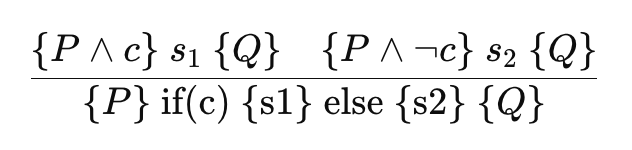 {P ∧ c} s₁ {Q} {P ∧ ¬c} s₂ {Q}
{P} if(c) {s1} else {s2} {Q}